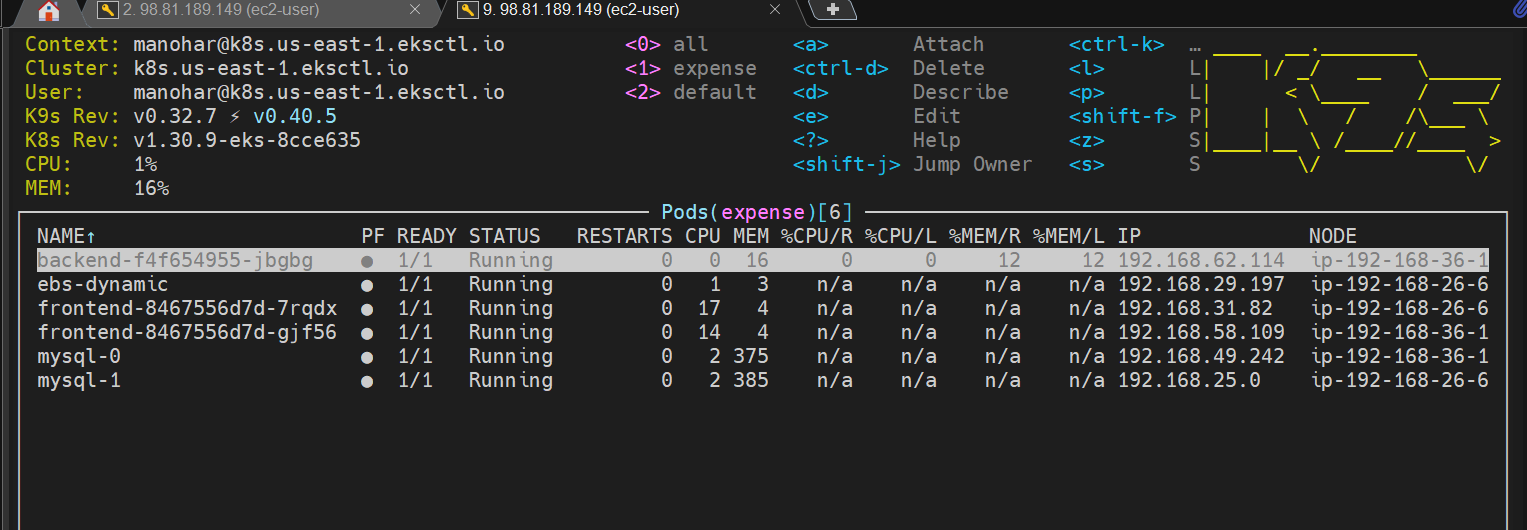 2. 98.81.189.149 (ec2-user) 9. 98.81.189.149 (ec2-user)
Context: manohar@k8s.us-east-1.eksctl.io <0> all <a> Attach <ctrl-k> …
Cluster: k8s.us-east-1.eksctl.io <1> expense <ctrl-d> Delete <l> L
User: manohar@k8s.us-east-1.eksctl.io <2> default <d> Describe <p> L
K9s Rev: v0.32.7 ⚡ v0.40.5 <e> Edit <shift-f> P
K8s Rev: v1.30.9-eks-8cce635 <?> Help <z> S
CPU: 1% <shift-j> Jump Owner <s> S
MEM: 16%
Pods(expense)[6]
NAME↑ PF READY STATUS RESTARTS CPU MEM %CPU/R %CPU/L %MEM/R %MEM/L IP NODE
backend-f4f654955-jbgbg ● 1/1 Running 0 0 16 0 0 12 12 192.168.62.114 ip-192-168-36-1
ebs-dynamic ● 1/1 Running 0 1 3 n/a n/a n/a n/a 192.168.29.197 ip-192-168-26-6
frontend-8467556d7d-7rqdx ● 1/1 Running 0 17 4 n/a n/a n/a n/a 192.168.31.82 ip-192-168-26-6
frontend-8467556d7d-gjf56 ● 1/1 Running 0 14 4 n/a n/a n/a n/a 192.168.58.109 ip-192-168-36-1
mysql-0 ● 1/1 Running 0 2 375 n/a n/a n/a n/a 192.168.49.242 ip-192-168-36-1
mysql-1 ● 1/1 Running 0 2 385 n/a n/a n/a n/a 192.168.25.0 ip-192-168-26-6